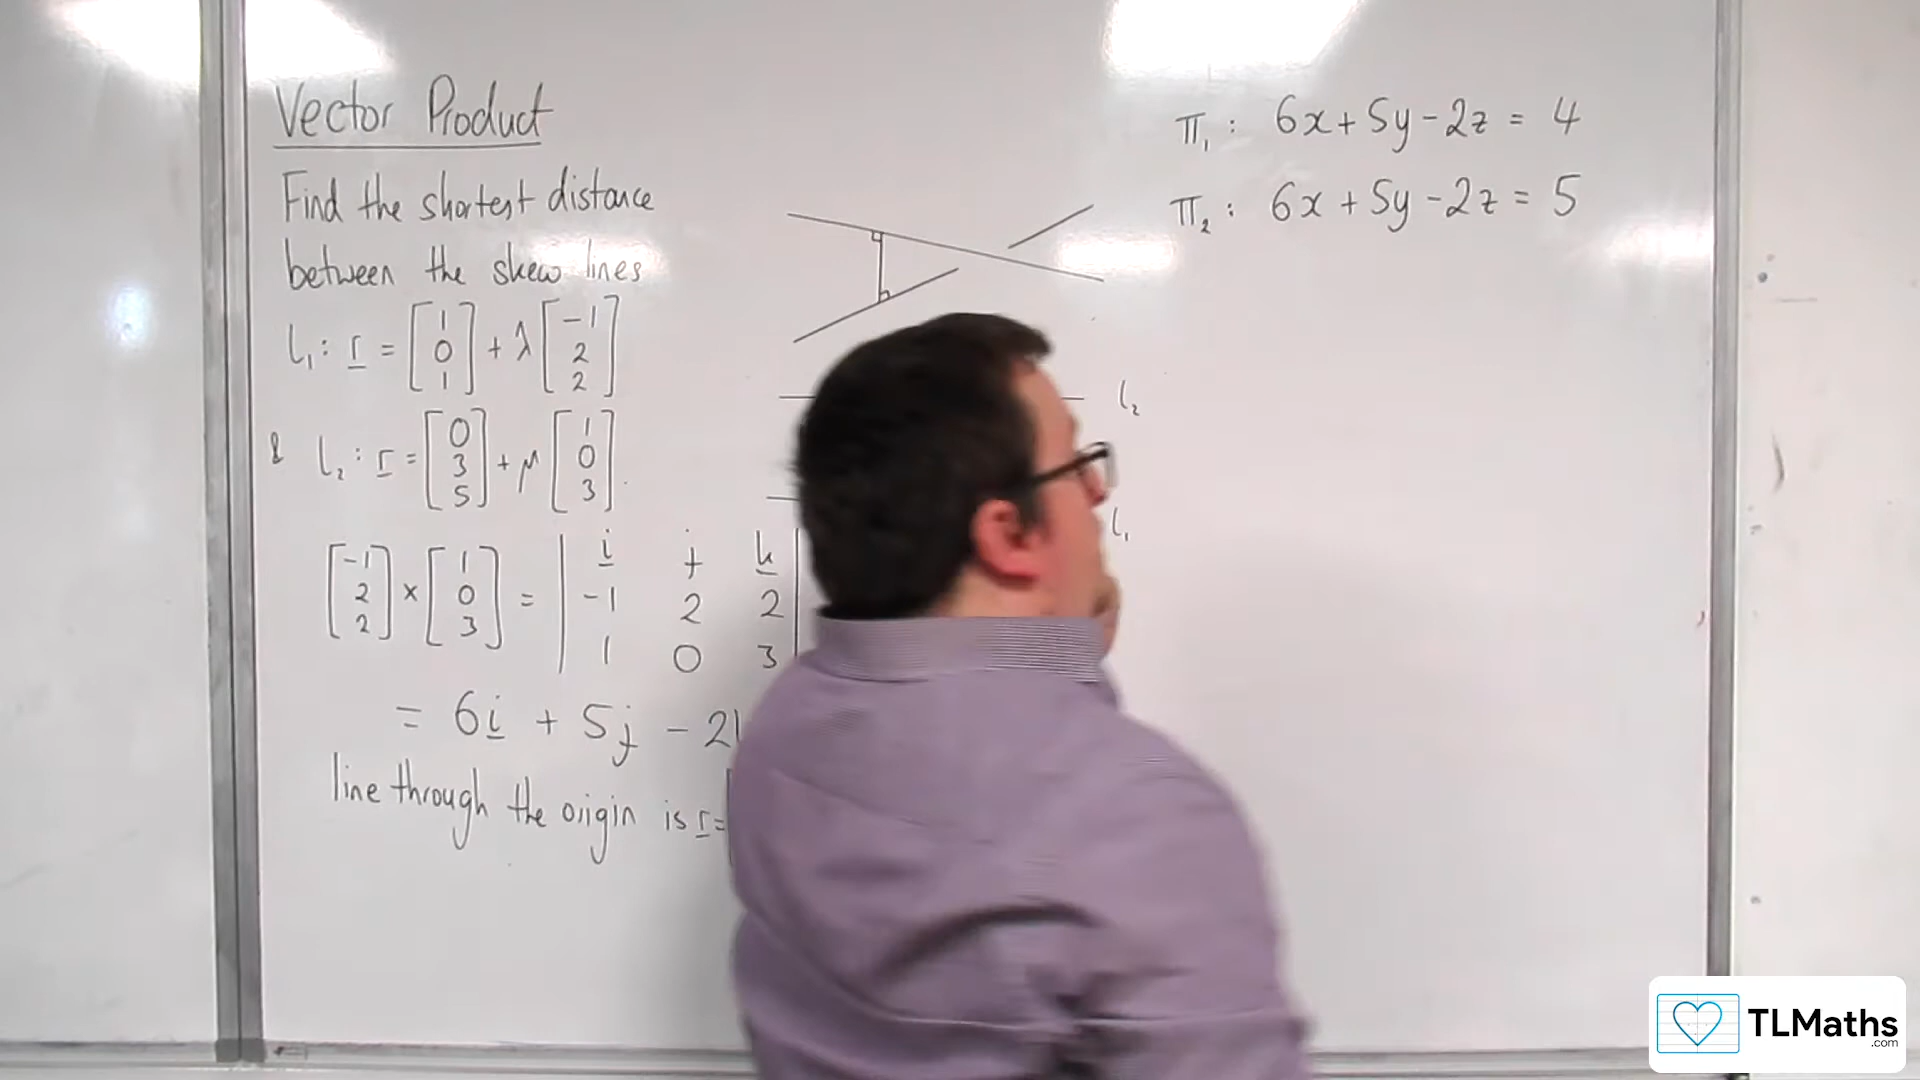 Vector Product
Find the shortest distance
between the skew lines
l₁: r = [1 0 1] + λ [-1 2 2]
& l₂: r = [0 3 5] + μ [1 0 3].
[-1 2 2] × [1 0 3] = | i j k
-1 2 2
1 0 3
= 6i + 5j - 2
line through the origin is r =
l₂
l₁
π₁: 6x + 5y - 2z = 4
π₂: 6x + 5y - 2z = 5
TLMaths
.com